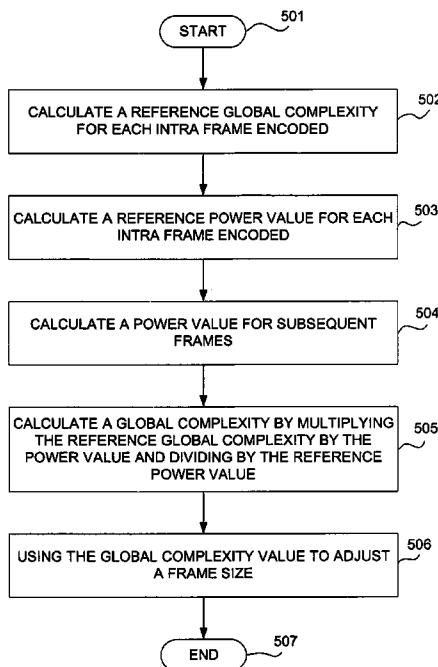 START
501
CALCULATE A REFERENCE GLOBAL COMPLEXITY
FOR EACH INTRA FRAME ENCODED
502
CALCULATE A REFERENCE POWER VALUE FOR EACH
INTRA FRAME ENCODED
503
CALCULATE A POWER VALUE FOR SUBSEQUENT
FRAMES
504
CALCULATE A GLOBAL COMPLEXITY BY MULTIPLYING
THE REFERENCE GLOBAL COMPLEXITY BY THE
POWER VALUE AND DIVIDING BY THE REFERENCE
POWER VALUE
505
USING THE GLOBAL COMPLEXITY VALUE TO ADJUST
A FRAME SIZE
506
END
507